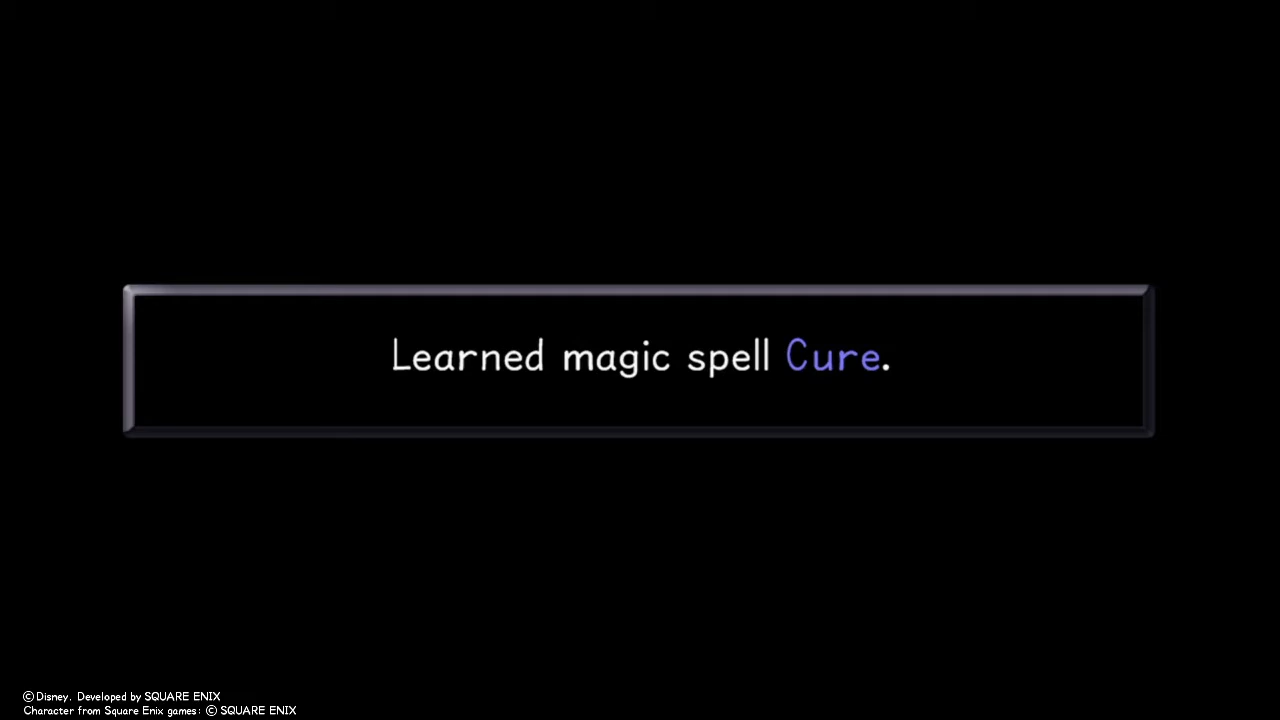 Learned magic spell Cure.
©Disney. Developed by SQUARE ENIX
Character from Square Enix games: © SQUARE ENIX